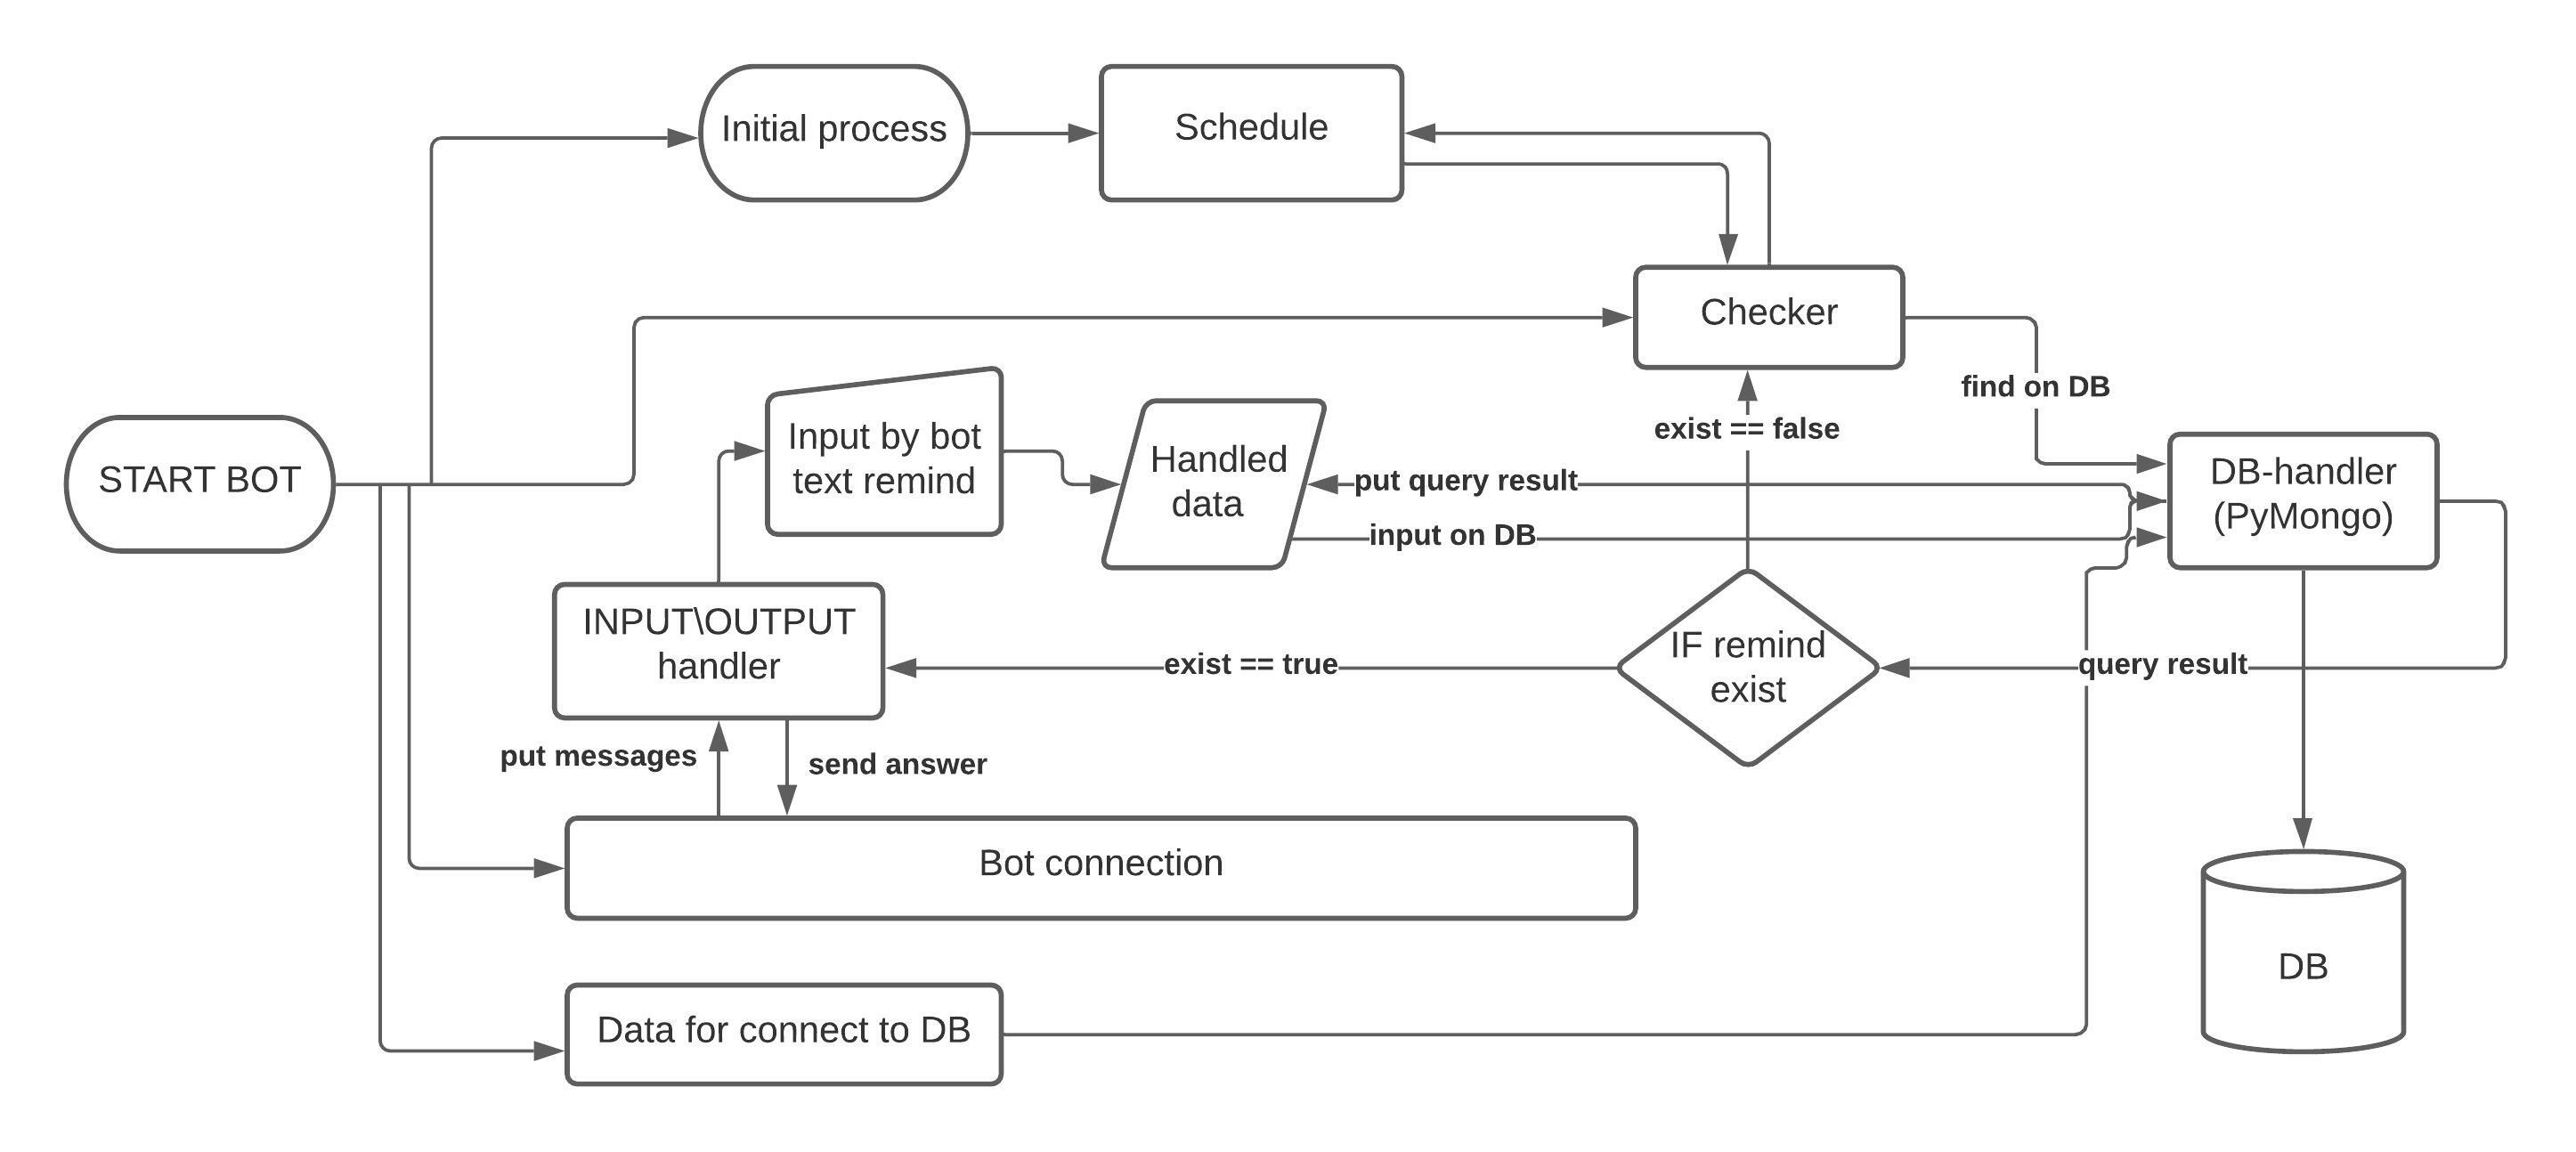 Initial process
Schedule
Checker
find on DB
START BOT
Input by bot
text remind
Handled
data
exist == false
put query result
input on DB
DB-handler
(PyMongo)
INPUT\OUTPUT
handler
exist == true
IF remind
exist
query result
put messages
send answer
Bot connection
DB
Data for connect to DB